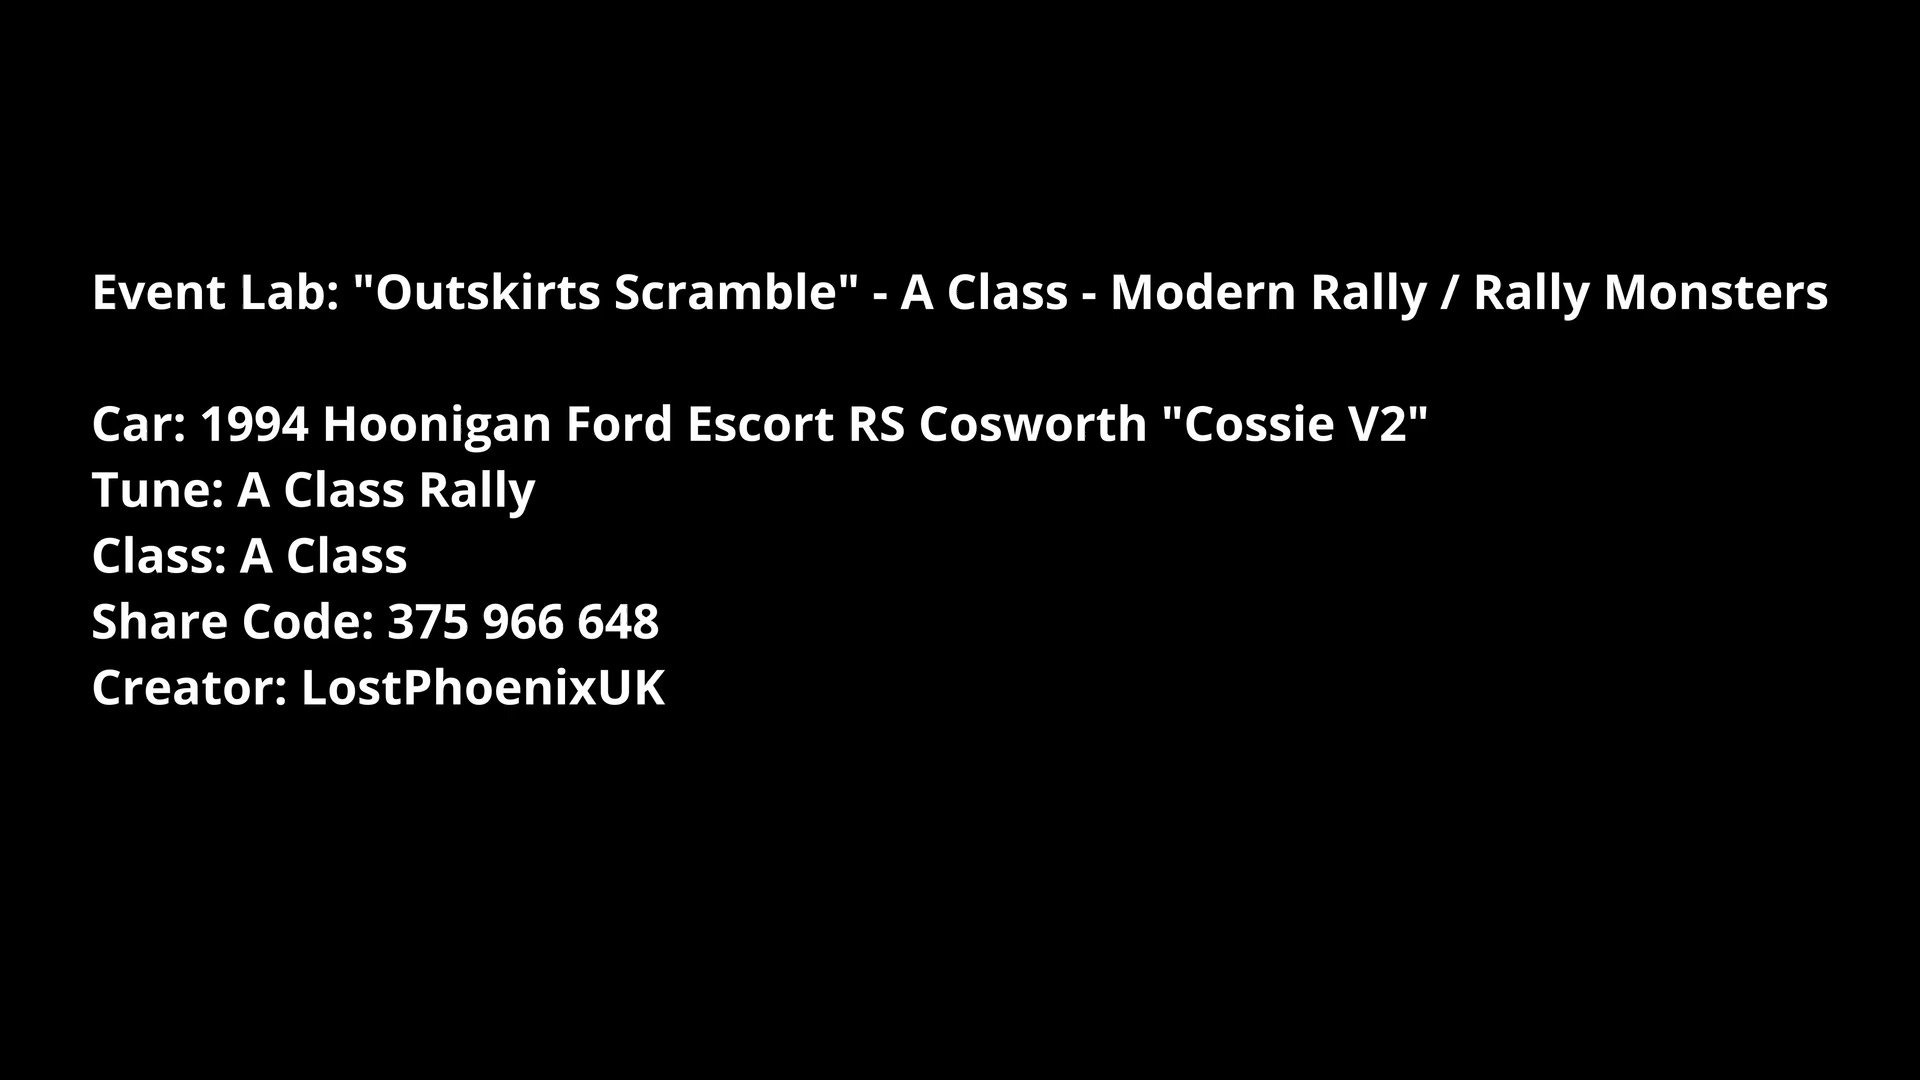 Event Lab: "Outskirts Scramble" - A Class - Modern Rally / Rally Monsters
Car: 1994 Hoonigan Ford Escort RS Cosworth "Cossie V2"
Tune: A Class Rally
Class: A Class
Share Code: 375 966 648
Creator: LostPhoenixUK